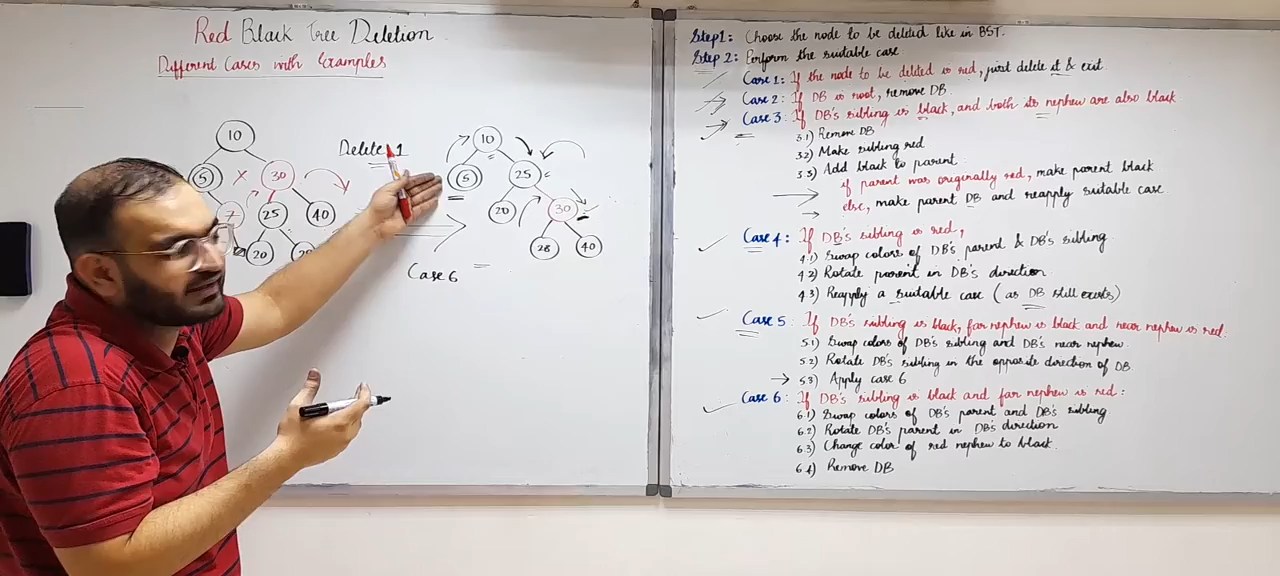 Red Black Tree Deletion
Different Cases with Examples
10
5
X
30
7
25
40
20
Delete 1
Case 6
10
5
25
20
30
28
40
Step1: Choose the node to be deleted like in BST.
Step 2: Perform the suitable case
Case 1: If the node to be deleted is red, just delete it & exit
Case 2: If DB is root, remove DB.
Case 3: If DB's sibling is black, and both its nephew are also black
3.1) Remove DB
3.2) Make sibling red
3.3) Add black to parent.
if parent was originally red, make parent black
else, make parent DB and reapply suitable case.
Case 4: If DB's sibling is red,
4.1) Swap colors of DB's parent & DB's sibling
4.2) Rotate parent in DB's direction
4.3) Reapply a suitable case (as DB still exists)
Case 5: If DB's sibling is black, far nephew is black and near nephew is red.
5.1) Swap colors of DB's sibling and DB's near nephew.
5.2) Rotate DB's sibling in the opposite direction of DB.
5.3) Apply case 6
Case 6: If DB's sibling is black and far nephew is red:
6.1) Swap colors of DB's parent and DB's sibling
6.2) Rotate DB's parent in DB's direction
6.3) Change color of red nephew to black.
6.4) Remove DB